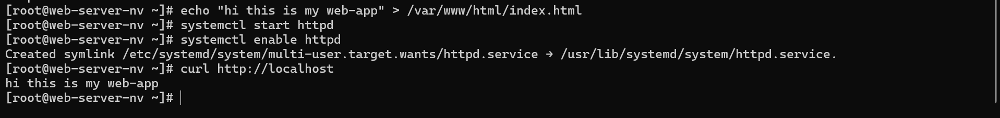 [root@web-server-nv ~]# echo "hi this is my web-app" > /var/www/html/index.html
[root@web-server-nv ~]# systemctl start httpd
[root@web-server-nv ~]# systemctl enable httpd
Created symlink /etc/systemd/system/multi-user.target.wants/httpd.service → /usr/lib/systemd/system/httpd.service.
[root@web-server-nv ~]# curl http://localhost
hi this is my web-app
[root@web-server-nv ~]#